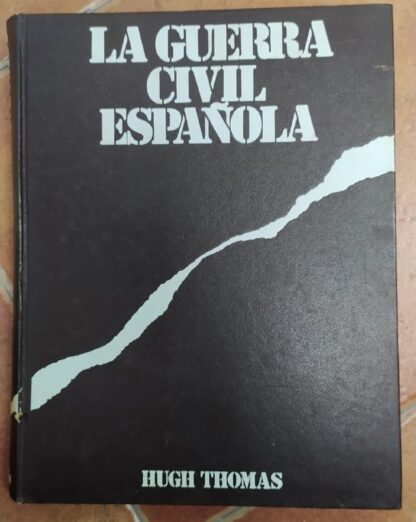 LA GUERRA
CIVIL
ESPAÑOLA
HUGH THOMAS